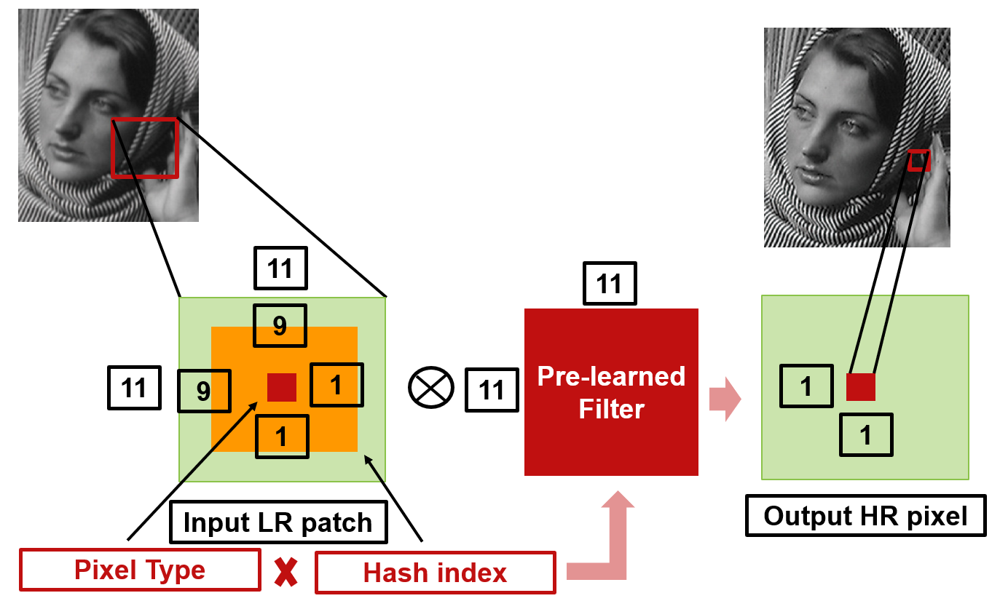 11
9
11
9
1
1
11
11
Pre-learned
Filter
1
1
Input LR patch
Output HR pixel
Pixel Type
Hash index